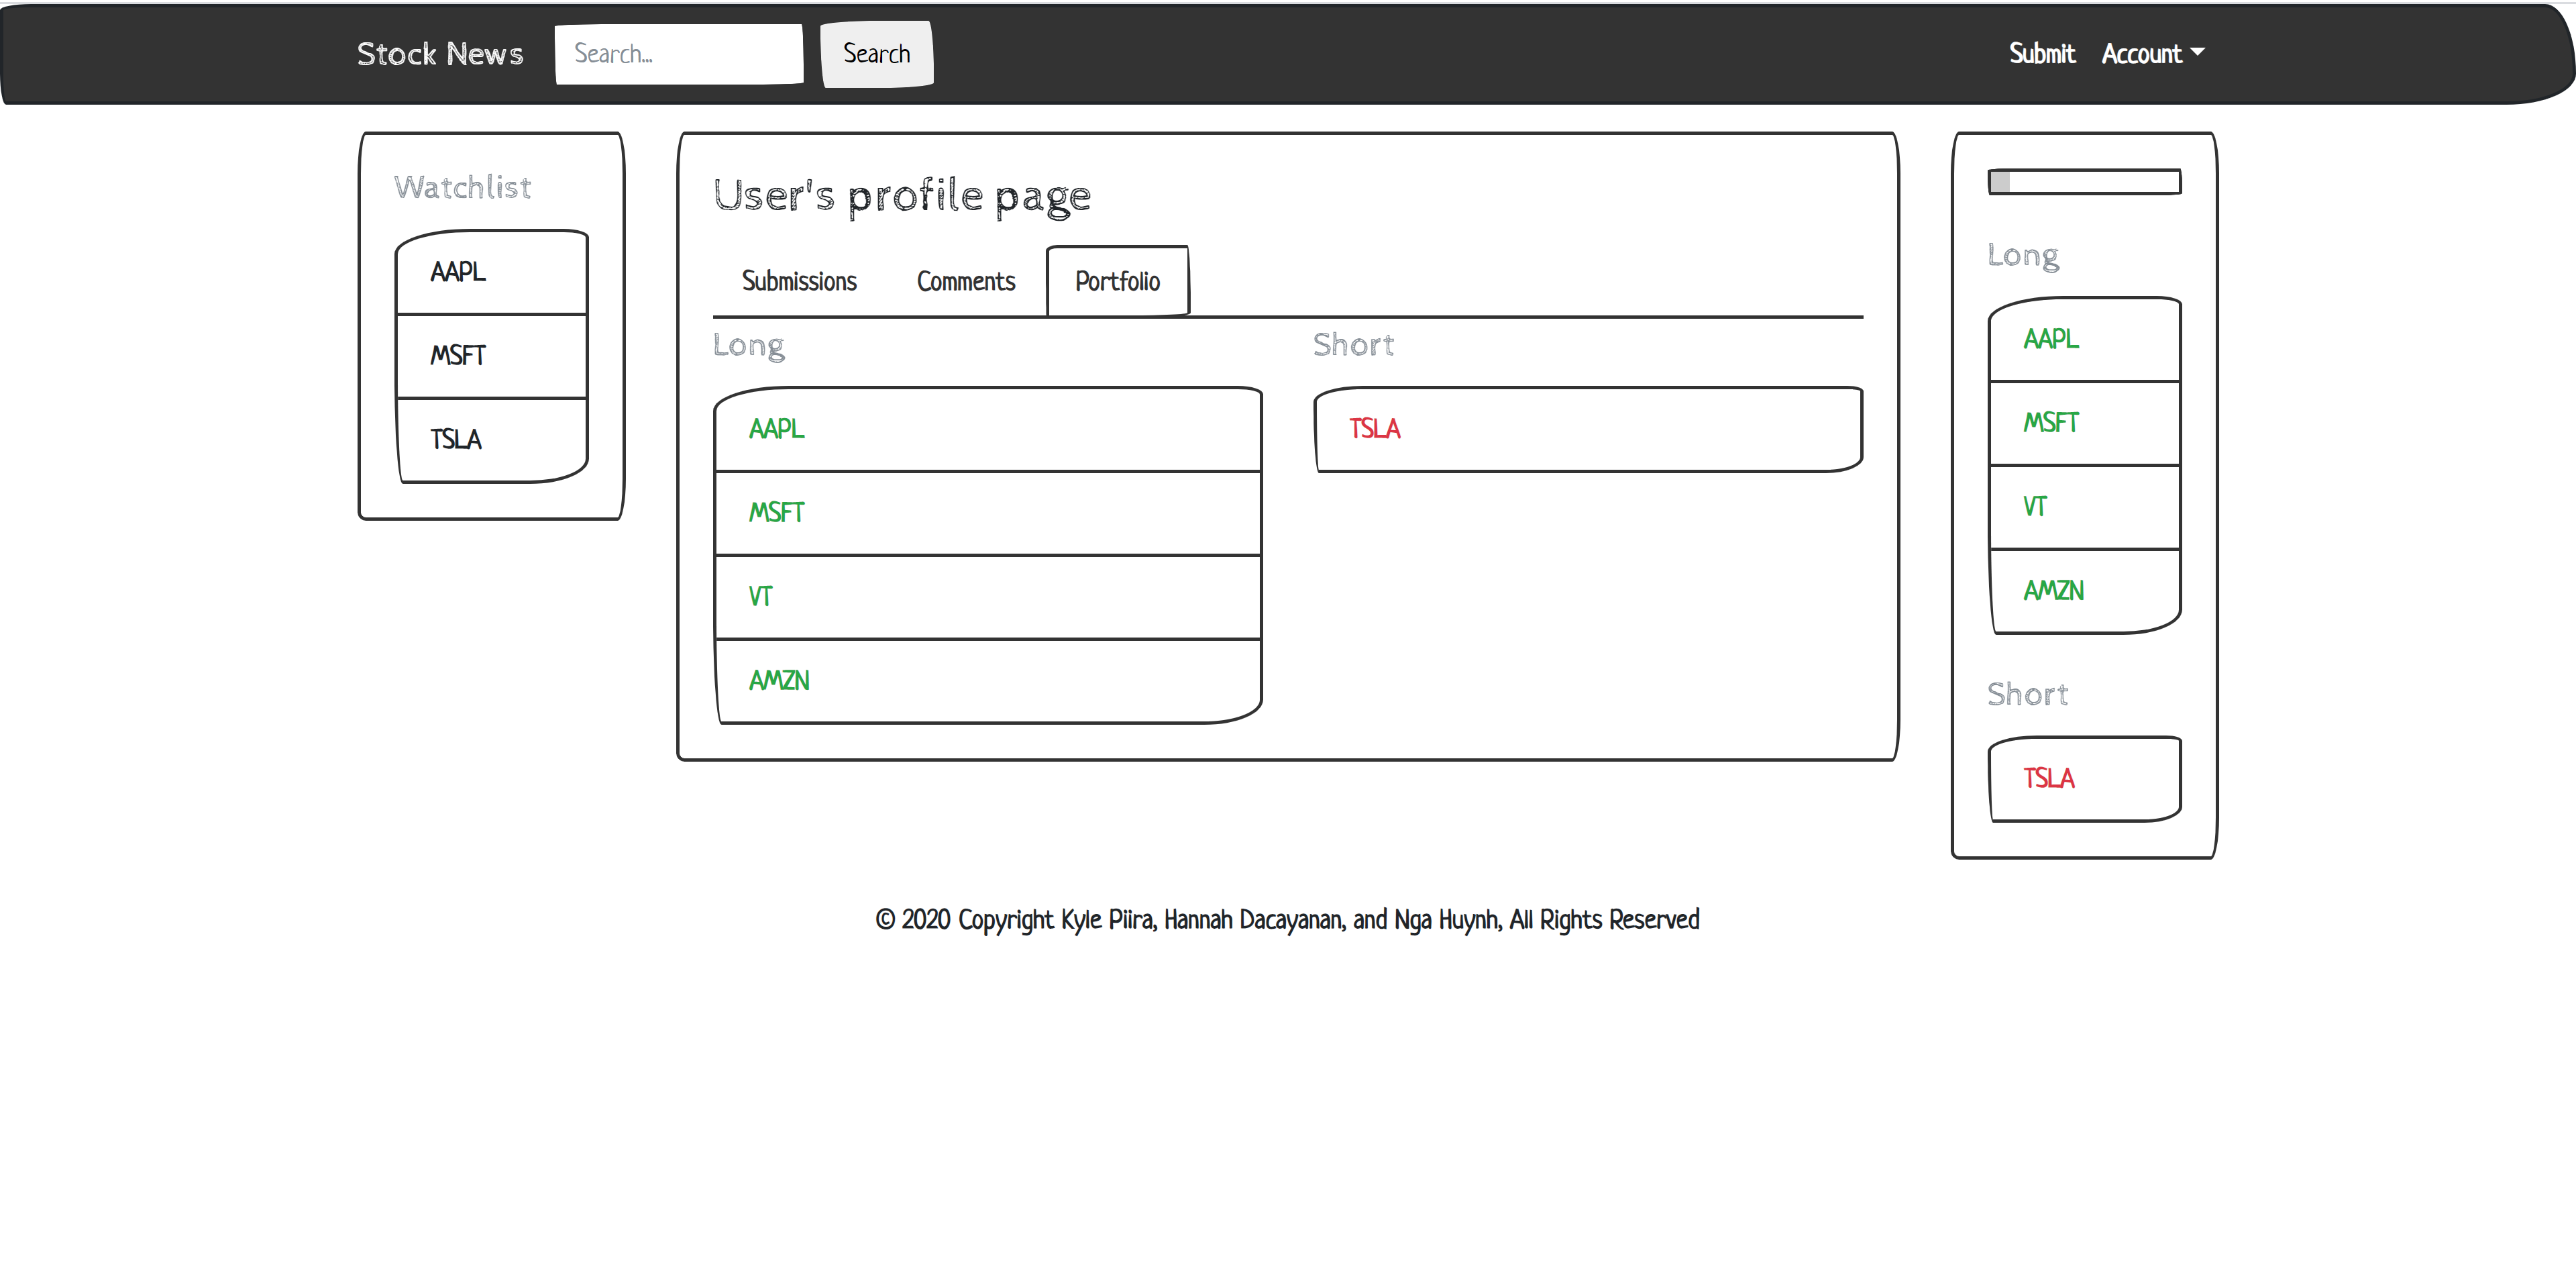 Stock News Search... Search Submit Account
Watchlist
AAPL
MSFT
TSLA
User's profile page
Submissions Comments Portfolio
Long
AAPL
MSFT
VT
AMZN
Short
TSLA
Long
AAPL
MSFT
VT
AMZN
Short
TSLA
© 2020 Copyright Kyle Piira, Hannah Dacayanan, and Nga Huynh, All Rights Reserved